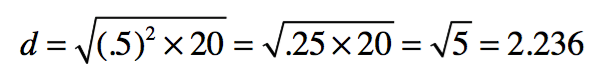 d = √(.5)² × 20 = √.25 × 20 = √5 = 2.236